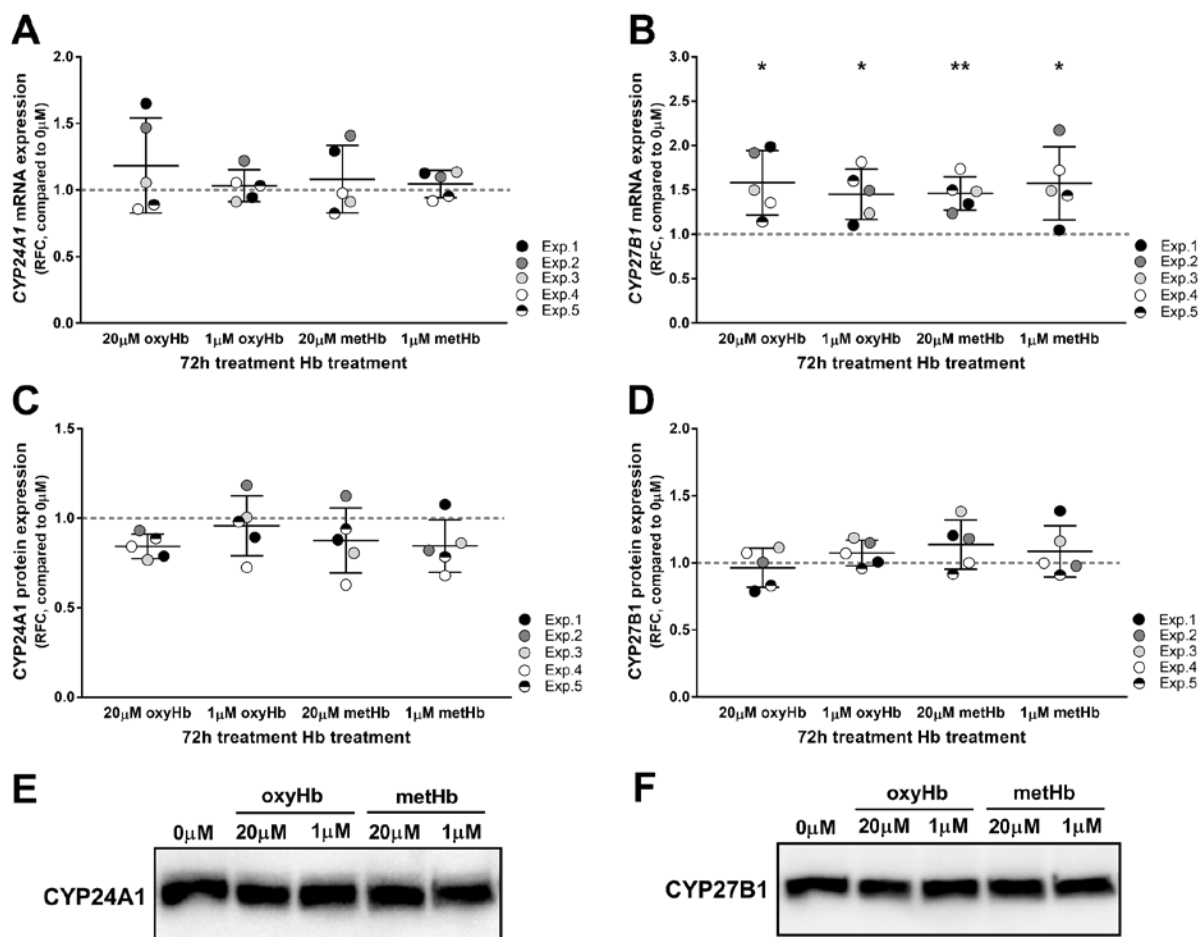 A
CYP24A1 mRNA expression
(RFC, compared to 0μM)
2.0
1.5
1.0
0.5
0.0
20μM oxyHb 1μM oxyHb 20μM metHb 1μM metHb
72h treatment Hb treatment
Exp.1
Exp.2
Exp.3
Exp.4
Exp.5
B
CYP27B1 mRNA expression
(RFC, compared to 0μM)
3.0
2.5
2.0
1.5
1.0
0.5
0.0
* * ** *
20μM oxyHb 1μM oxyHb 20μM metHb 1μM metHb
72h treatment Hb treatment
Exp.1
Exp.2
Exp.3
Exp.4
Exp.5
C
CYP24A1 protein expression
(RFC, compared to 0μM)
1.5
1.0
0.5
0.0
20μM oxyHb 1μM oxyHb 20μM metHb 1μM metHb
72h treatment Hb treatment
Exp.1
Exp.2
Exp.3
Exp.4
Exp.5
D
CYP27B1 protein expression
(RFC, compared to 0μM)
2.0
1.5
1.0
0.5
0.0
20μM oxyHb 1μM oxyHb 20μM metHb 1μM metHb
72h treatment Hb treatment
Exp.1
Exp.2
Exp.3
Exp.4
Exp.5
E
oxyHb metHb
0μM 20μM 1μM 20μM 1μM
CYP24A1
F
oxyHb metHb
0μM 20μM 1μM 20μM 1μM
CYP27B1